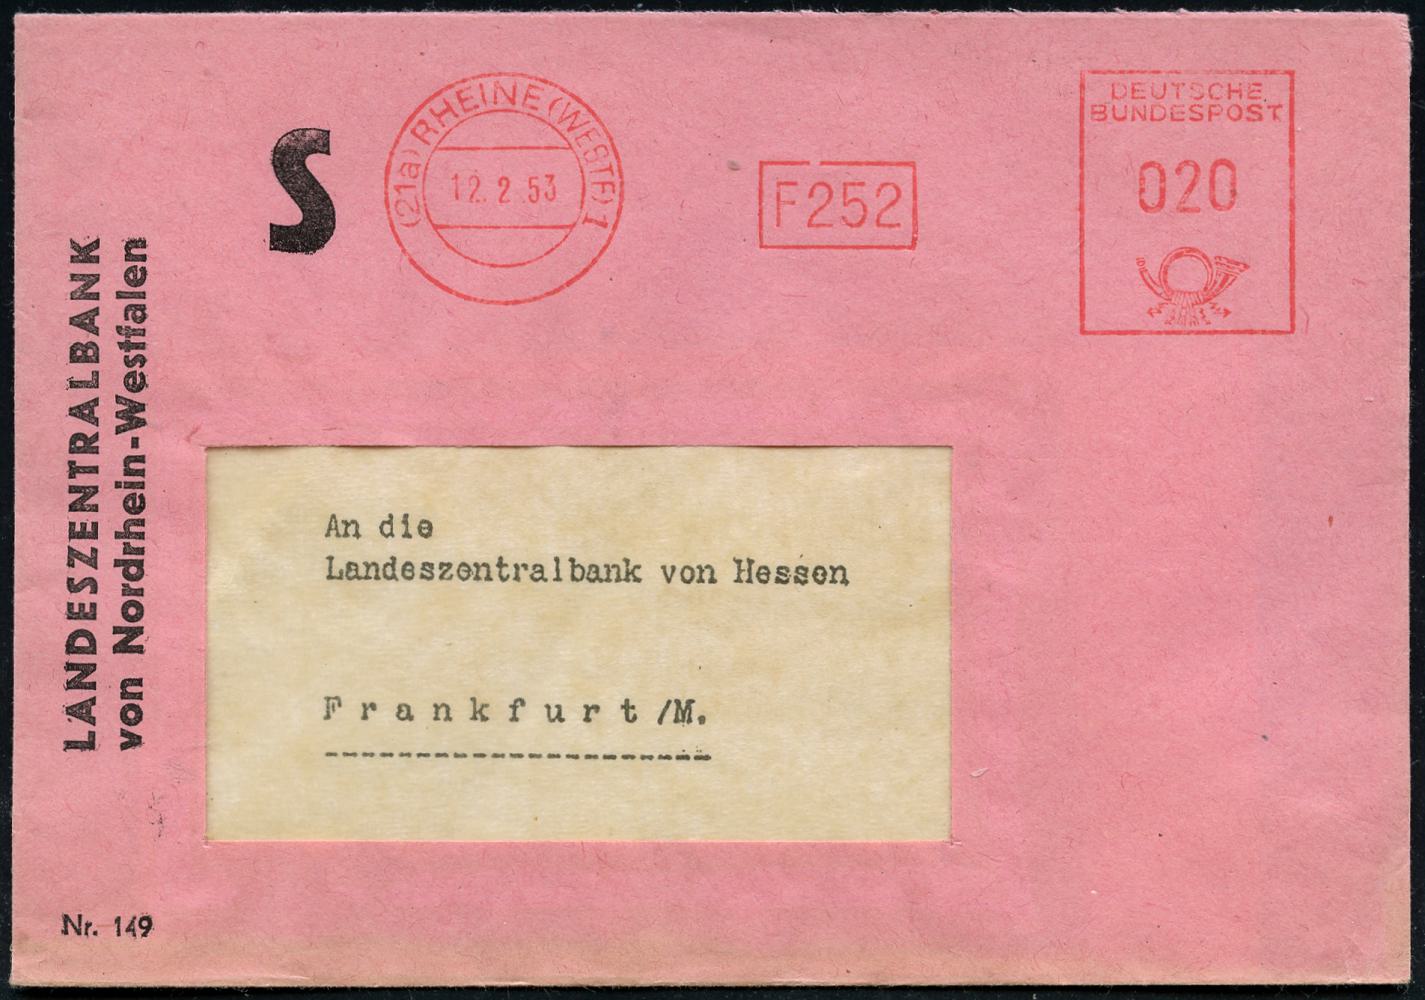 S
(21a) RHEINE (WESTF) 1
12.2.53
F252
DEUTSCHE
BUNDESPOST
020
LANDESZENTRALBANK
von Nordrhein-Westfalen
An die
Landeszentralbank von Hessen
Frankfurt/M.
Nr. 149